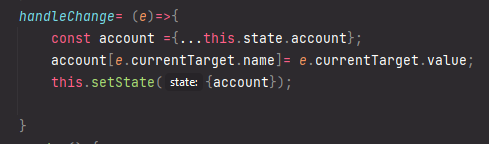 handleChange= (e)=>{
const account ={...this.state.account};
account[e.currentTarget.name]= e.currentTarget.value;
this.setState( state: {account});
}